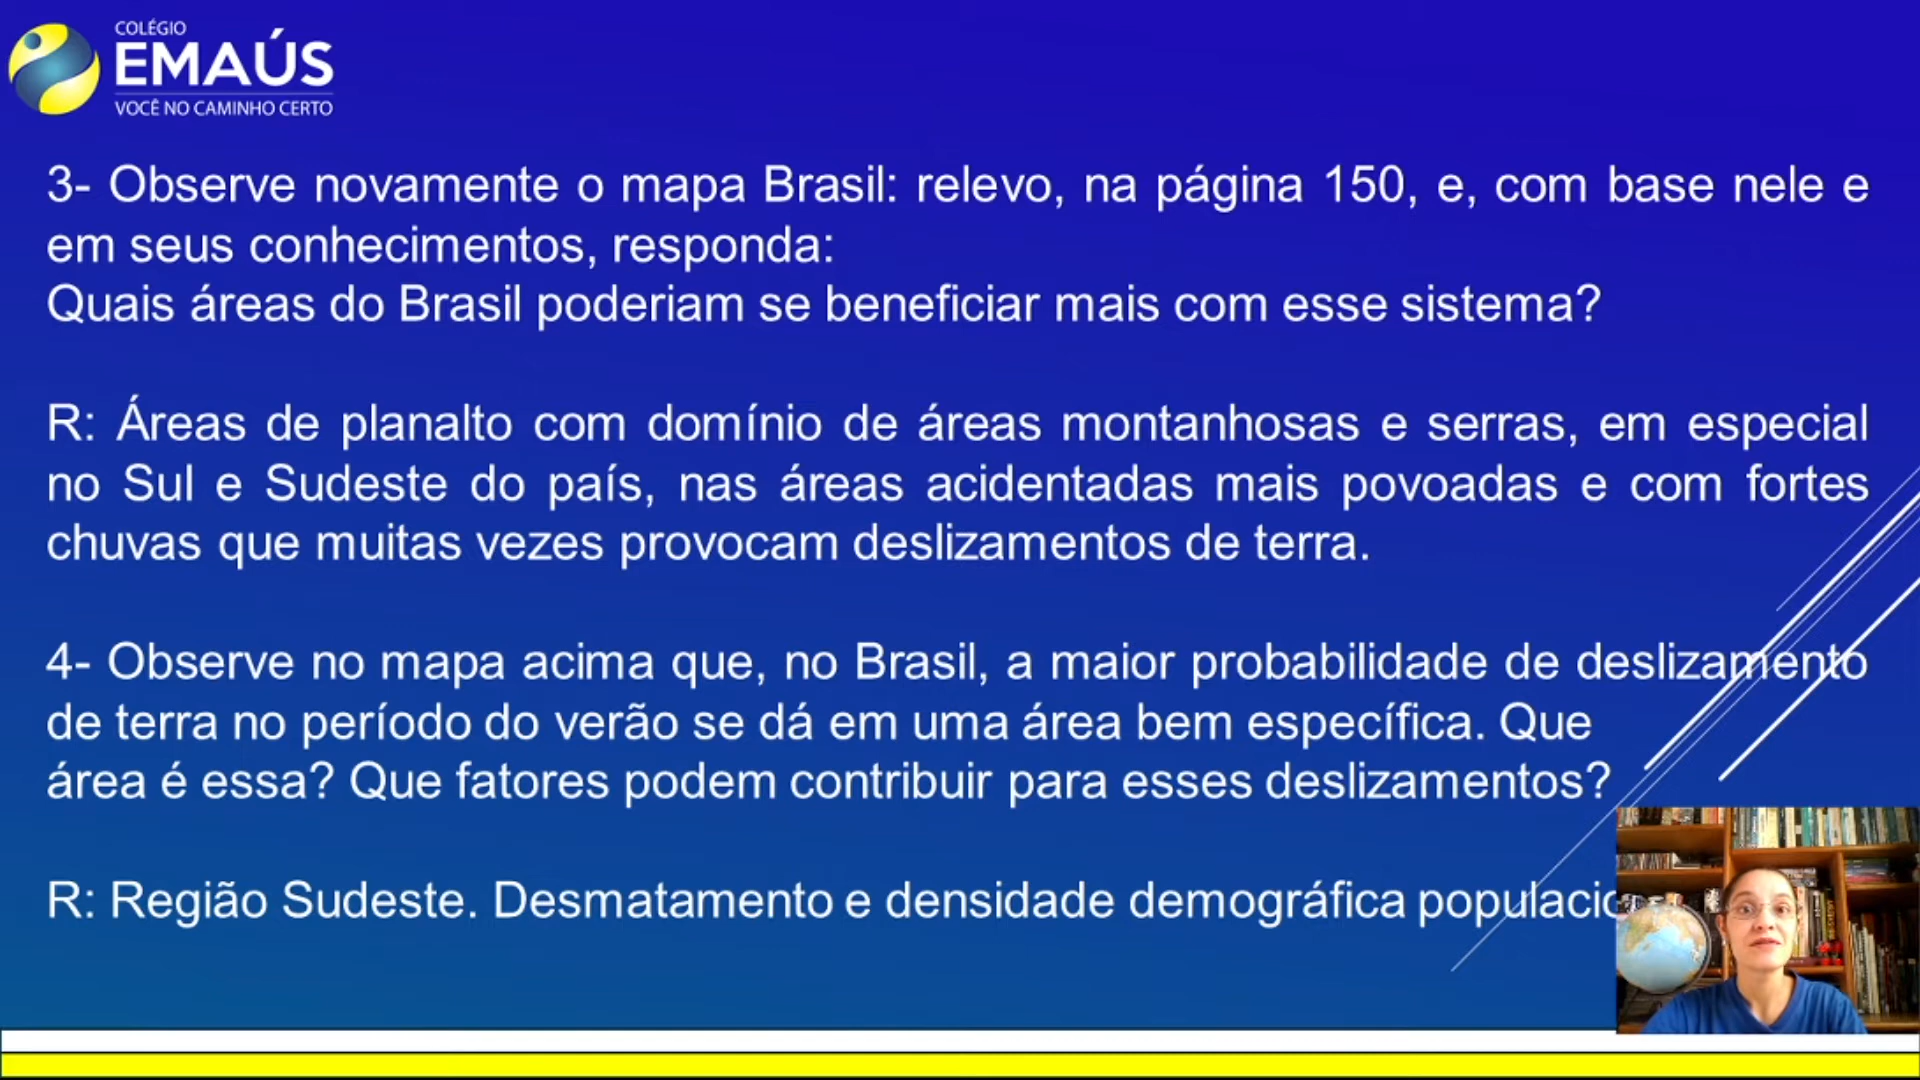 COLÉGIO
EMAÚS
VOCÊ NO CAMINHO CERTO
3- Observe novamente o mapa Brasil: relevo, na página 150, e, com base nele e
em seus conhecimentos, responda:
Quais áreas do Brasil poderiam se beneficiar mais com esse sistema?
R: Áreas de planalto com domínio de áreas montanhosas e serras, em especial
no Sul e Sudeste do país, nas áreas acidentadas mais povoadas e com fortes
chuvas que muitas vezes provocam deslizamentos de terra.
4- Observe no mapa acima que, no Brasil, a maior probabilidade de deslizamento
de terra no período do verão se dá em uma área bem específica. Que
área é essa? Que fatores podem contribuir para esses deslizamentos?
R: Região Sudeste. Desmatamento e densidade demográfica